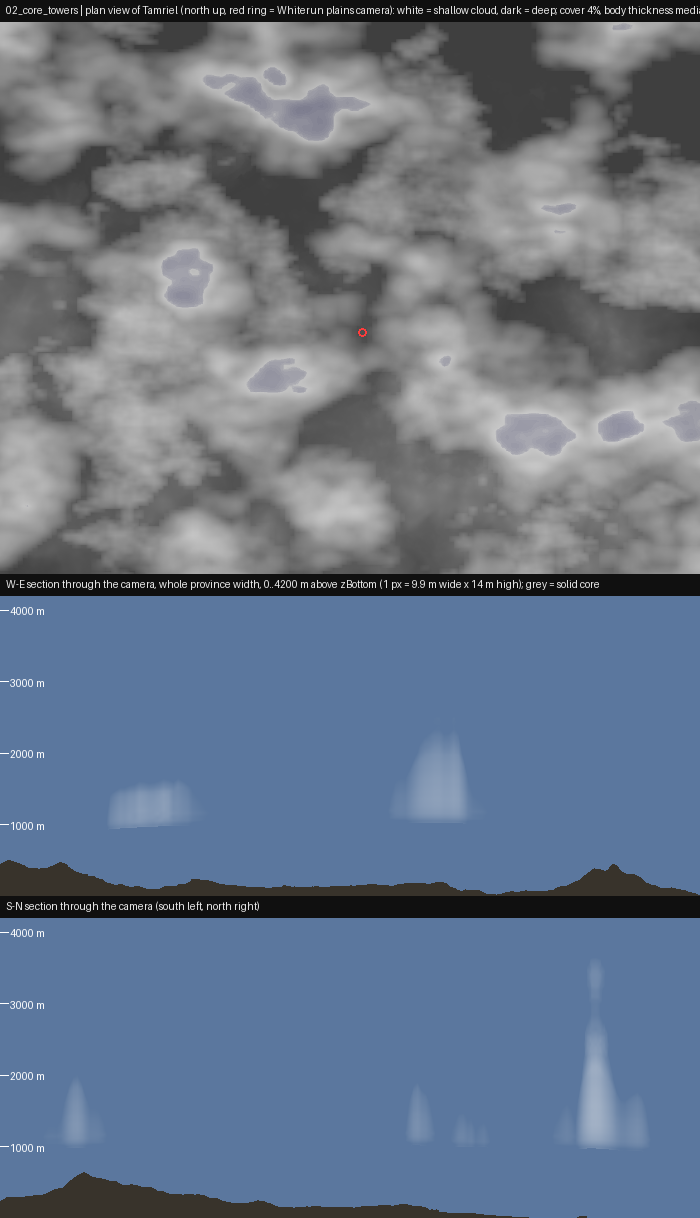 02_core_towers | plan view of Tamriel (north up, red ring = Whiterun plains camera): white = shallow cloud, dark = deep; cover 4%, body thickness medi
W-E section through the camera, whole province width, 0..4200 m above zBottom (1 px = 9.9 m wide x 14 m high); grey = solid core
4000 m
3000 m
2000 m
1000 m
S-N section through the camera (south left, north right)
4000 m
3000 m
2000 m
1000 m